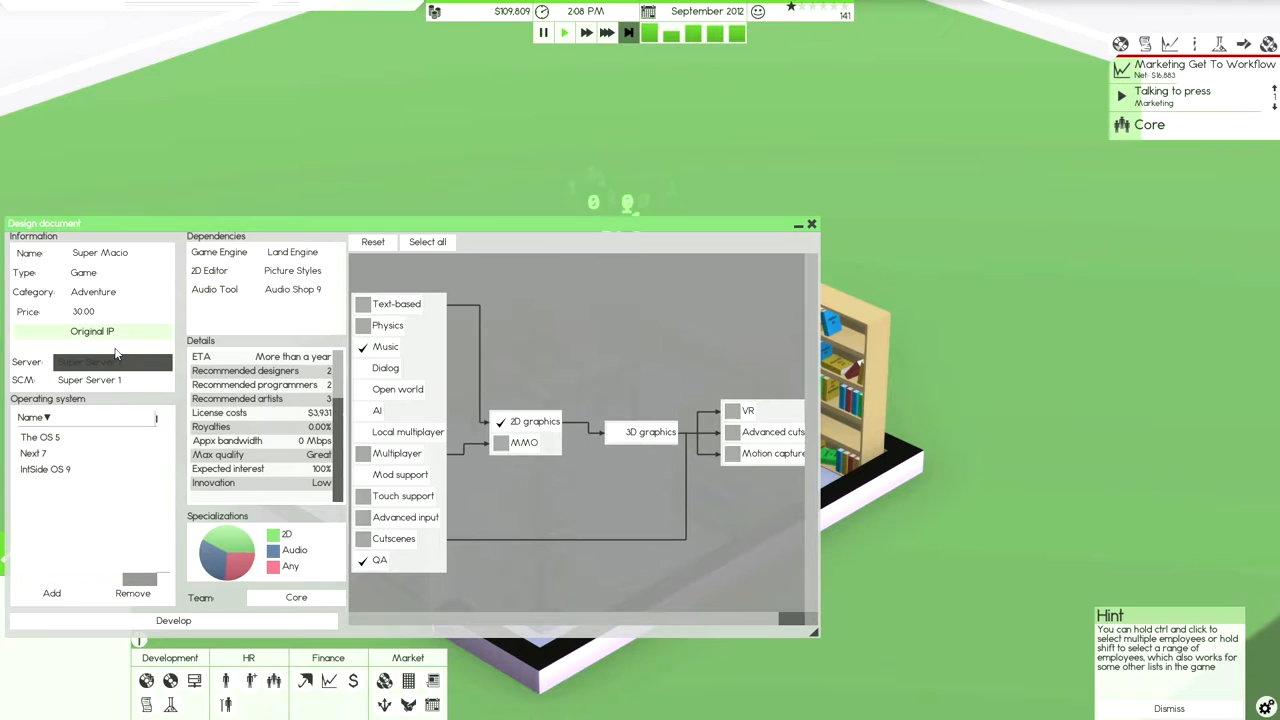 $109,809 2:08 PM September 2012 141
Marketing Get To Workflow
Net: $16,883
Talking to press 1
Marketing
Core
0 0
Design document
Information
Name: Super Macio
Type: Game
Category: Adventure
Price: 30.00
Original IP
Server:
SCM: Super Server 1
Operating system
Name▼
The OS 5
Next 7
IntSide OS 9
Add Remove
Dependencies
Game Engine Land Engine
2D Editor Picture Styles
Audio Tool Audio Shop 9
Details
ETA More than a year
Recommended designers 2
Recommended programmers 2
Recommended artists 3
License costs $3,931
Royalties 0.00%
Appx bandwidth 0 Mbps
Max quality Great
Expected interest 100%
Innovation Low
Specializations
2D
Audio
Any
Team: Core
Develop
Reset Select all
Text-based
Physics
Music
Dialog
Open world
AI
Local multiplayer
Multiplayer
Mod support
Touch support
Advanced input
Cutscenes
QA
2D graphics
MMO
3D graphics
VR
Advanced cuts
Motion capture
Development HR Finance Market
Hint
You can hold ctrl and click to
select multiple employees or hold
shift to select a range of
employees, which also works for
some other lists in the game
Dismiss